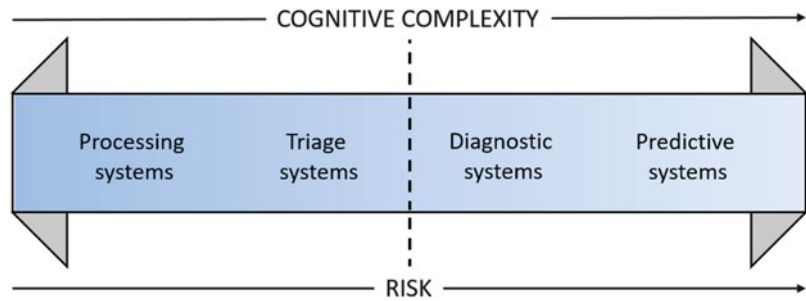 COGNITIVE COMPLEXITY
Processing systems
Triage systems
Diagnostic systems
Predictive systems
RISK